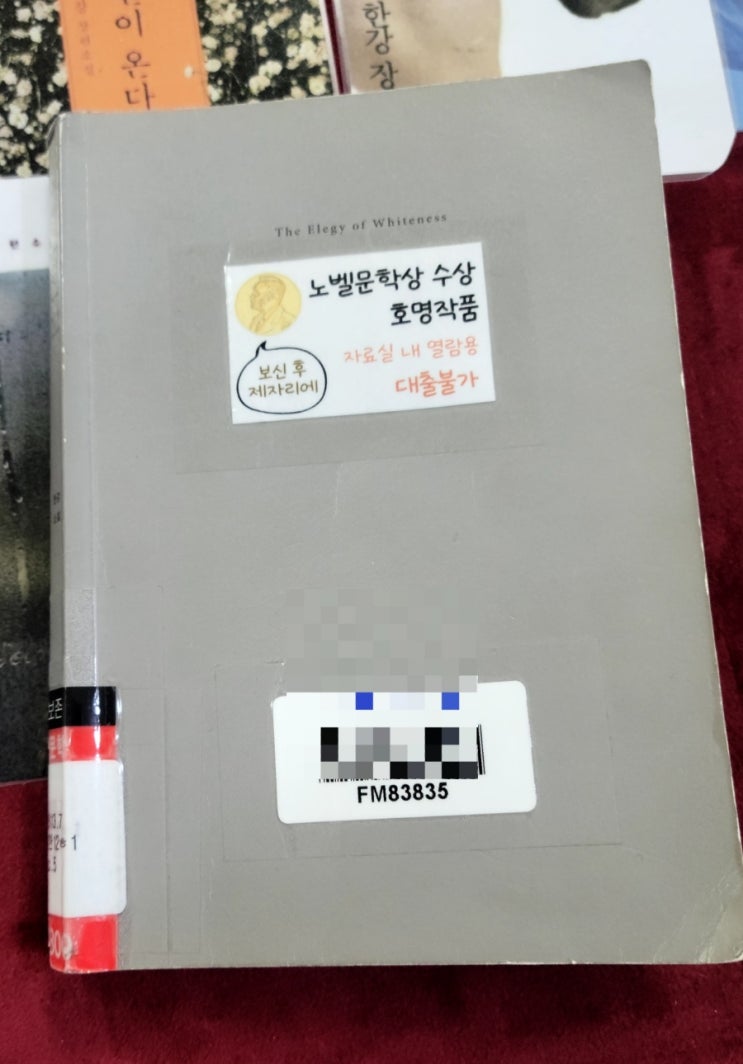 이 온다
한강 장
The Elegy of Whiteness
노벨문학상 수상
호명작품
자료실 내 열람용
대출불가
보신 후
제자리에
보존
FM83835